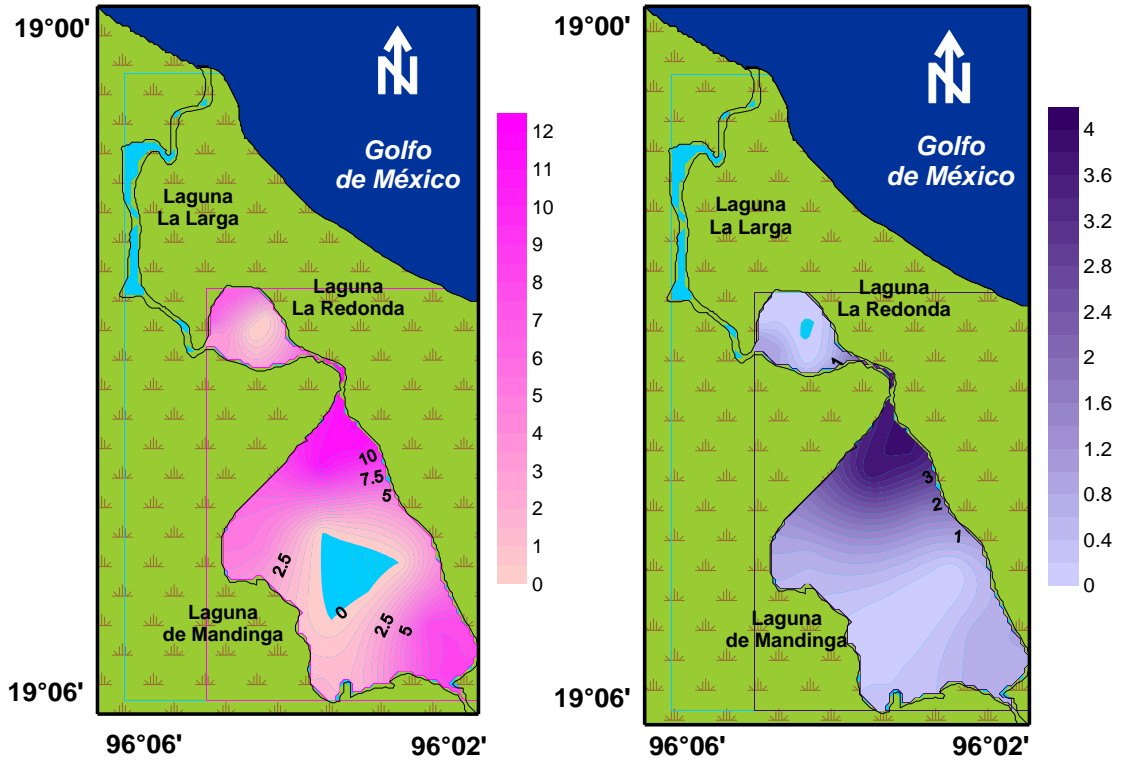 19°00'
N
Golfo
de México
Laguna
La Larga
Laguna
La Redonda
10
7.5
5
2.5
0
2.5
5
Laguna
de Mandinga
19°06'
96°06'
96°02'
12
11
10
9
8
7
6
5
4
3
2
1
0
19°00'
N
Golfo
de México
Laguna
La Larga
Laguna
La Redonda
1
3
2
1
Laguna
de Mandinga
19°06'
96°06'
96°02'
4
3.6
3.2
2.8
2.4
2
1.6
1.2
0.8
0.4
0